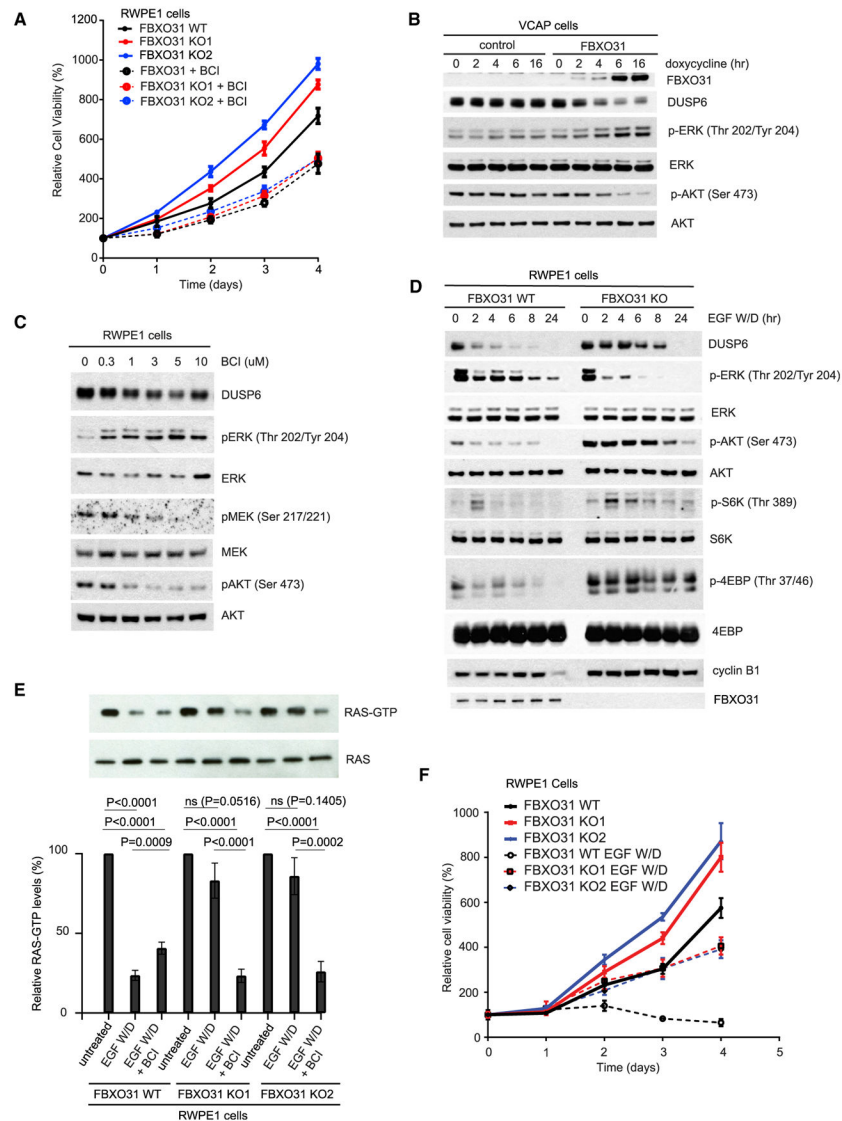 A
RWPE1 cells
FBXO31 WT
FBXO31 KO1
FBXO31 KO2
FBXO31 + BCI
FBXO31 KO1 + BCI
FBXO31 KO2 + BCI
Relative Cell Viability (%)
1200
1000
800
600
400
200
100
0
0 1 2 3 4
Time (days)
B
VCAP cells
control FBXO31
0 2 4 6 16 0 2 4 6 16 doxycycline (hr)
FBXO31
DUSP6
p-ERK (Thr 202/Tyr 204)
ERK
p-AKT (Ser 473)
AKT
C
RWPE1 cells
0 0.3 1 3 5 10 BCI (uM)
DUSP6
pERK (Thr 202/Tyr 204)
ERK
pMEK (Ser 217/221)
MEK
pAKT (Ser 473)
AKT
D
RWPE1 cells
FBXO31 WT FBXO31 KO
0 2 4 6 8 24 0 2 4 6 8 24 EGF W/D (hr)
DUSP6
p-ERK (Thr 202/Tyr 204)
ERK
p-AKT (Ser 473)
AKT
p-S6K (Thr 389)
S6K
p-4EBP (Thr 37/46)
4EBP
cyclin B1
FBXO31
E
RAS-GTP
RAS
ns (P=0.0516) ns (P=0.1405)
P<0.0001
P<0.0001 P<0.0001 P<0.0001
P=0.0009 P<0.0001 P=0.0002
Relative RAS-GTP levels (%)
100
50
0
untreated
EGF W/D
EGF W/D
+ BCI
untreated
EGF W/D
EGF W/D
+ BCI
untreated
EGF W/D
EGF W/D
+ BCI
FBXO31 WT FBXO31 KO1 FBXO31 KO2
RWPE1 cells
F
RWPE1 Cells
FBXO31 WT
FBXO31 KO1
FBXO31 KO2
FBXO31 WT EGF W/D
FBXO31 KO1 EGF W/D
FBXO31 KO2 EGF W/D
Relative cell viability (%)
1000
800
600
400
200
100
0
0 1 2 3 4 5
Time (days)